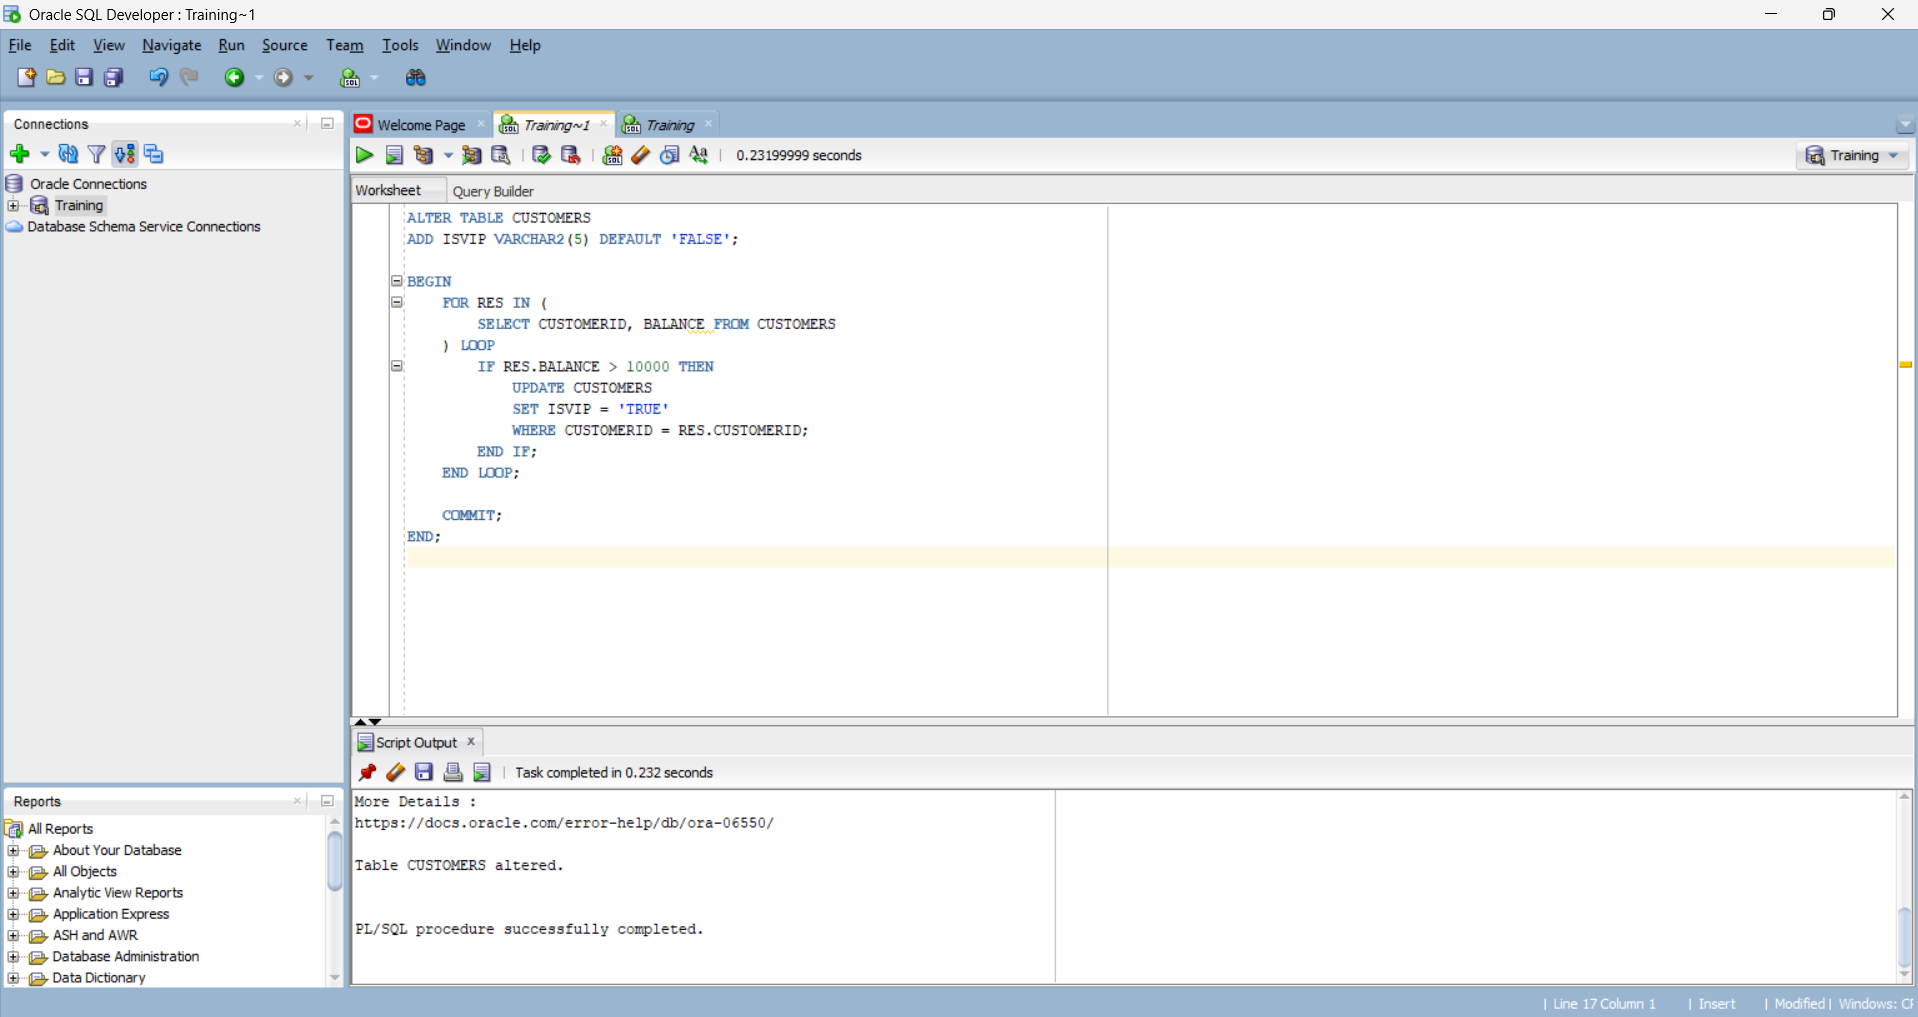 Oracle SQL Developer : Training~1
File Edit View Navigate Run Source Team Tools Window Help
Connections
Oracle Connections
Training
Database Schema Service Connections
Welcome Page
Training~1
Training
0.23199999 seconds
Training
Worksheet
Query Builder
ALTER TABLE CUSTOMERS
ADD ISVIP VARCHAR2(5) DEFAULT 'FALSE';
BEGIN
FOR RES IN (
SELECT CUSTOMERID, BALANCE FROM CUSTOMERS
) LOOP
IF RES.BALANCE > 10000 THEN
UPDATE CUSTOMERS
SET ISVIP = 'TRUE'
WHERE CUSTOMERID = RES.CUSTOMERID;
END IF;
END LOOP;
COMMIT;
END;
Script Output
Task completed in 0.232 seconds
More Details :
https://docs.oracle.com/error-help/db/ora-06550/
Table CUSTOMERS altered.
PL/SQL procedure successfully completed.
Reports
All Reports
About Your Database
All Objects
Analytic View Reports
Application Express
ASH and AWR
Database Administration
Data Dictionary
| Line 17 Column 1 | Insert | Modified | Windows: CF